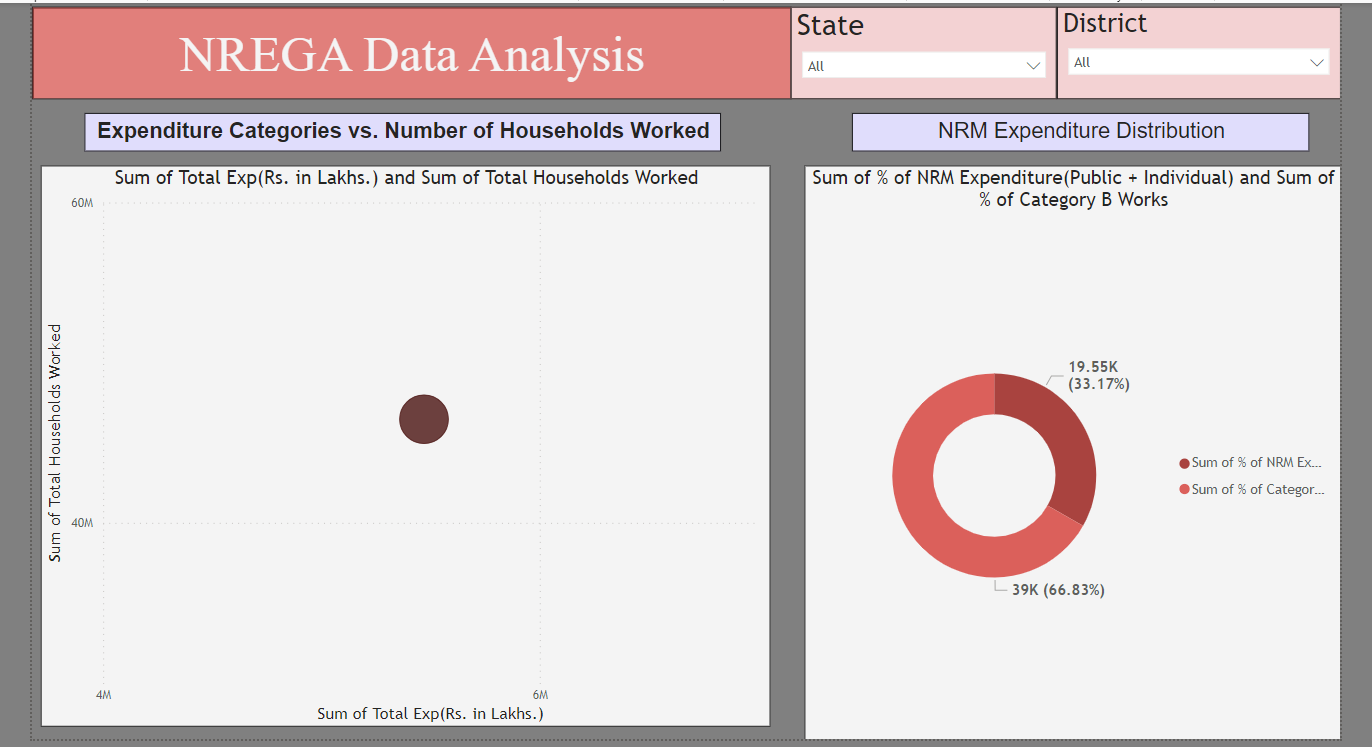 NREGA Data Analysis
State
All
District
All
Expenditure Categories vs. Number of Households Worked
NRM Expenditure Distribution
Sum of Total Exp(Rs. in Lakhs.) and Sum of Total Households Worked
60M
40M
Sum of Total Households Worked
4M
6M
Sum of Total Exp(Rs. in Lakhs.)
Sum of % of NRM Expenditure(Public + Individual) and Sum of
% of Category B Works
19.55K
(33.17%)
Sum of % of NRM Ex...
Sum of % of Categor...
39K (66.83%)